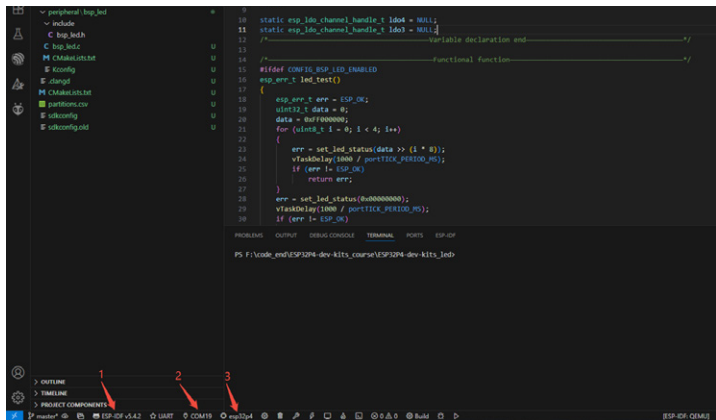 peripheral \ bsp_led
include
C bsp_led.h
C bsp_led.c U
M CMakeLists.txt U
Kconfig U
.clangd U
M CMakeLists.txt U
partitions.csv U
sdkconfig U
sdkconfig.old U
9
10 static esp_ldo_channel_handle_t ldo4 = NULL;
11 static esp_ldo_channel_handle_t ldo3 = NULL;
12 /*————Variable declaration end————*/
13
14 /*————Functional function————*/
15 #ifdef CONFIG_BSP_LED_ENABLED
16 esp_err_t led_test()
17 {
18 esp_err_t err = ESP_OK;
19 uint32_t data = 0;
20 data = 0xFF000000;
21 for (uint8_t i = 0; i < 4; i++)
22 {
23 err = set_led_status(data >> (i * 8));
24 vTaskDelay(1000 / portTICK_PERIOD_MS);
25 if (err != ESP_OK)
26 return err;
27 }
28 err = set_led_status(0x00000000);
29 vTaskDelay(1000 / portTICK_PERIOD_MS);
30 if (err != ESP_OK)
PROBLEMS OUTPUT DEBUG CONSOLE TERMINAL PORTS ESP-IDF
PS F:\code_end\ESP32P4-dev-kits_course\ESP32P4-dev-kits_led>
1 2 3
> OUTLINE
> TIMELINE
> PROJECT COMPONENTS
master* ESP-IDF v5.4.2 UART COM19 esp32p4 0 0 Build [ESP-IDF: QEMU]